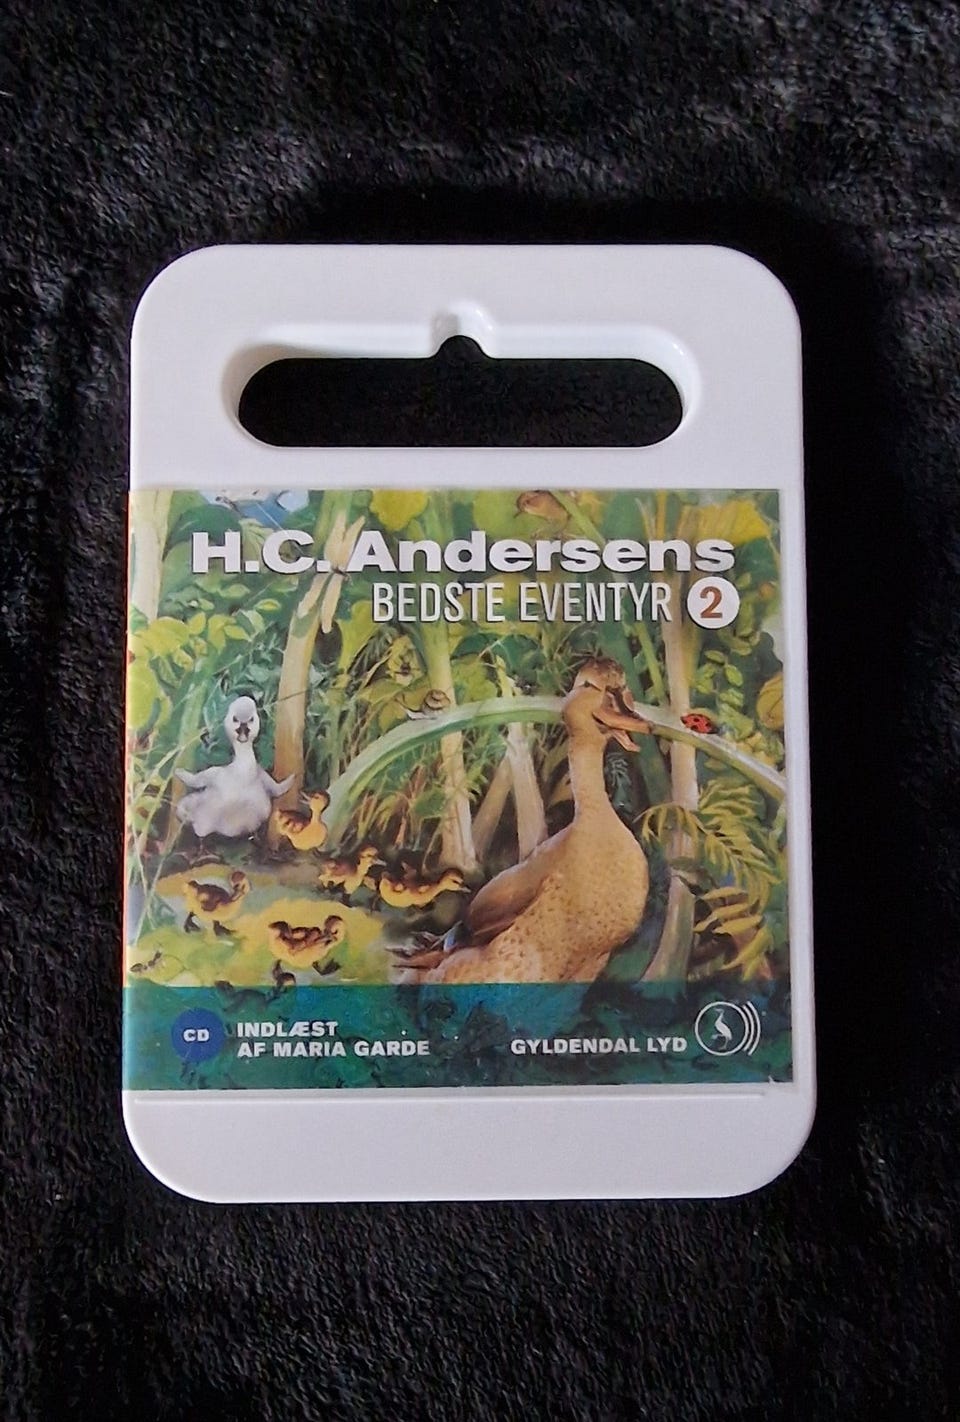 H.C. Andersens
BEDSTE EVENTYR 2
CD
INDLÆST
AF MARIA GARDE
GYLDENDAL LYD